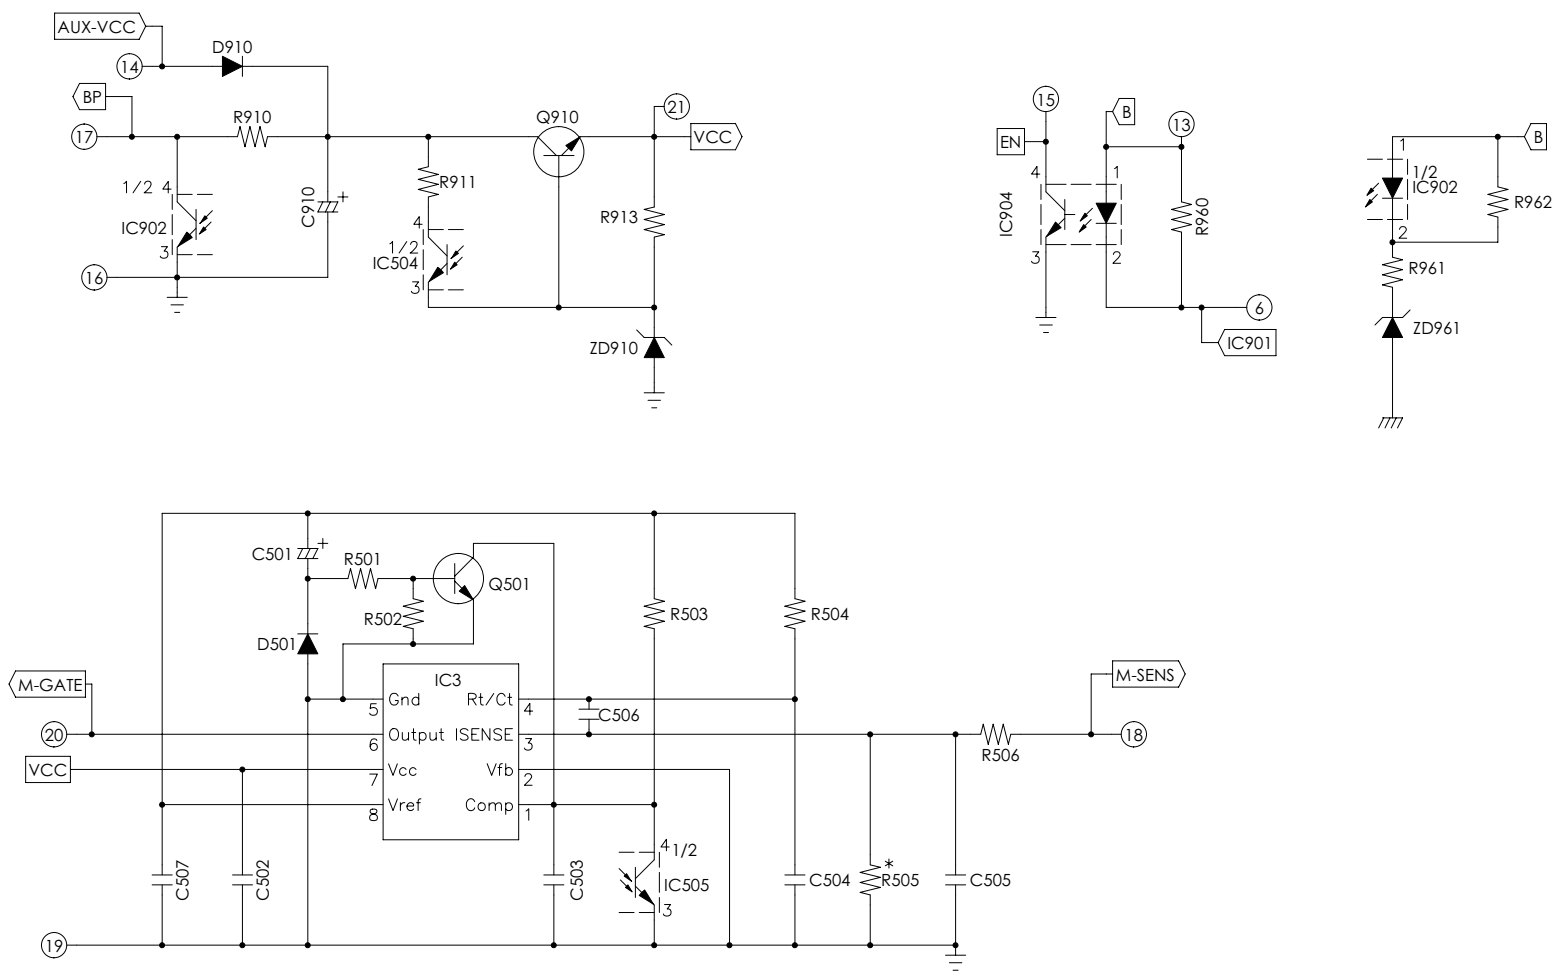 AUX-VCC
14
D910
BP
17
R910
Q910
21
VCC
1/2
4
IC902
3
16
C910
+
R911
4
1/2
IC504
3
R913
ZD910
15
EN
B
13
4
1
IC904
R960
3
2
6
IC901
B
1
1/2
IC902
R962
2
R961
ZD961
C501
+
R501
Q501
R502
D501
R503
R504
M-GATE
IC3
M-SENS
Gnd
Rt/Ct
5
4
C506
20
Output
ISENSE
6
3
R506
18
VCC
Vcc
Vfb
7
2
Vref
Comp
8
1
C507
C502
C503
4
1/2
IC505
3
C504
*
R505
C505
19